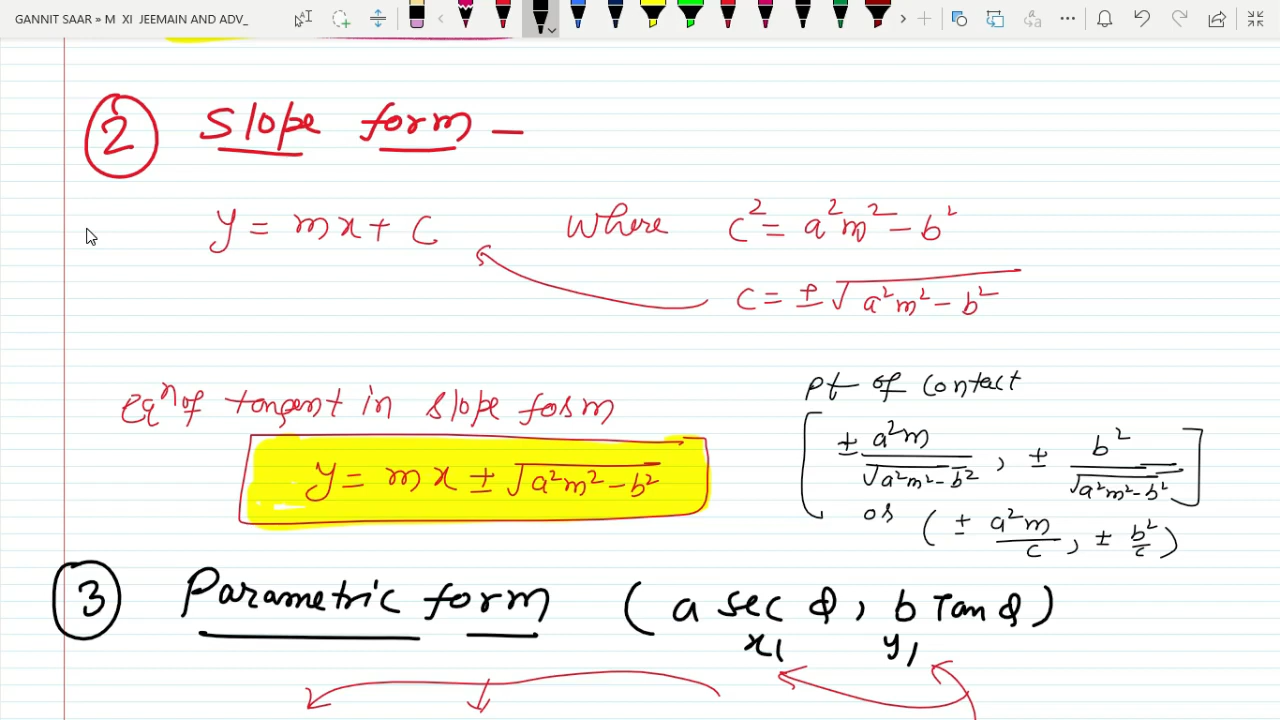 GANNIT SAAR » M XI JEEMAIN AND ADV_
② Slope form -
y = mx + c where c² = a²m² - b²
c = ± √a²m² - b²
Eqⁿ of tangent in slope form
y = mx ± √a²m² - b²
pt of contact
[± a²m/√a²m² - b², ± b²/√a²m² - b²]
or (± a²m/c, ± b²/c)
③ Parametric form (a sec θ, b Tan θ)
x₁ y₁